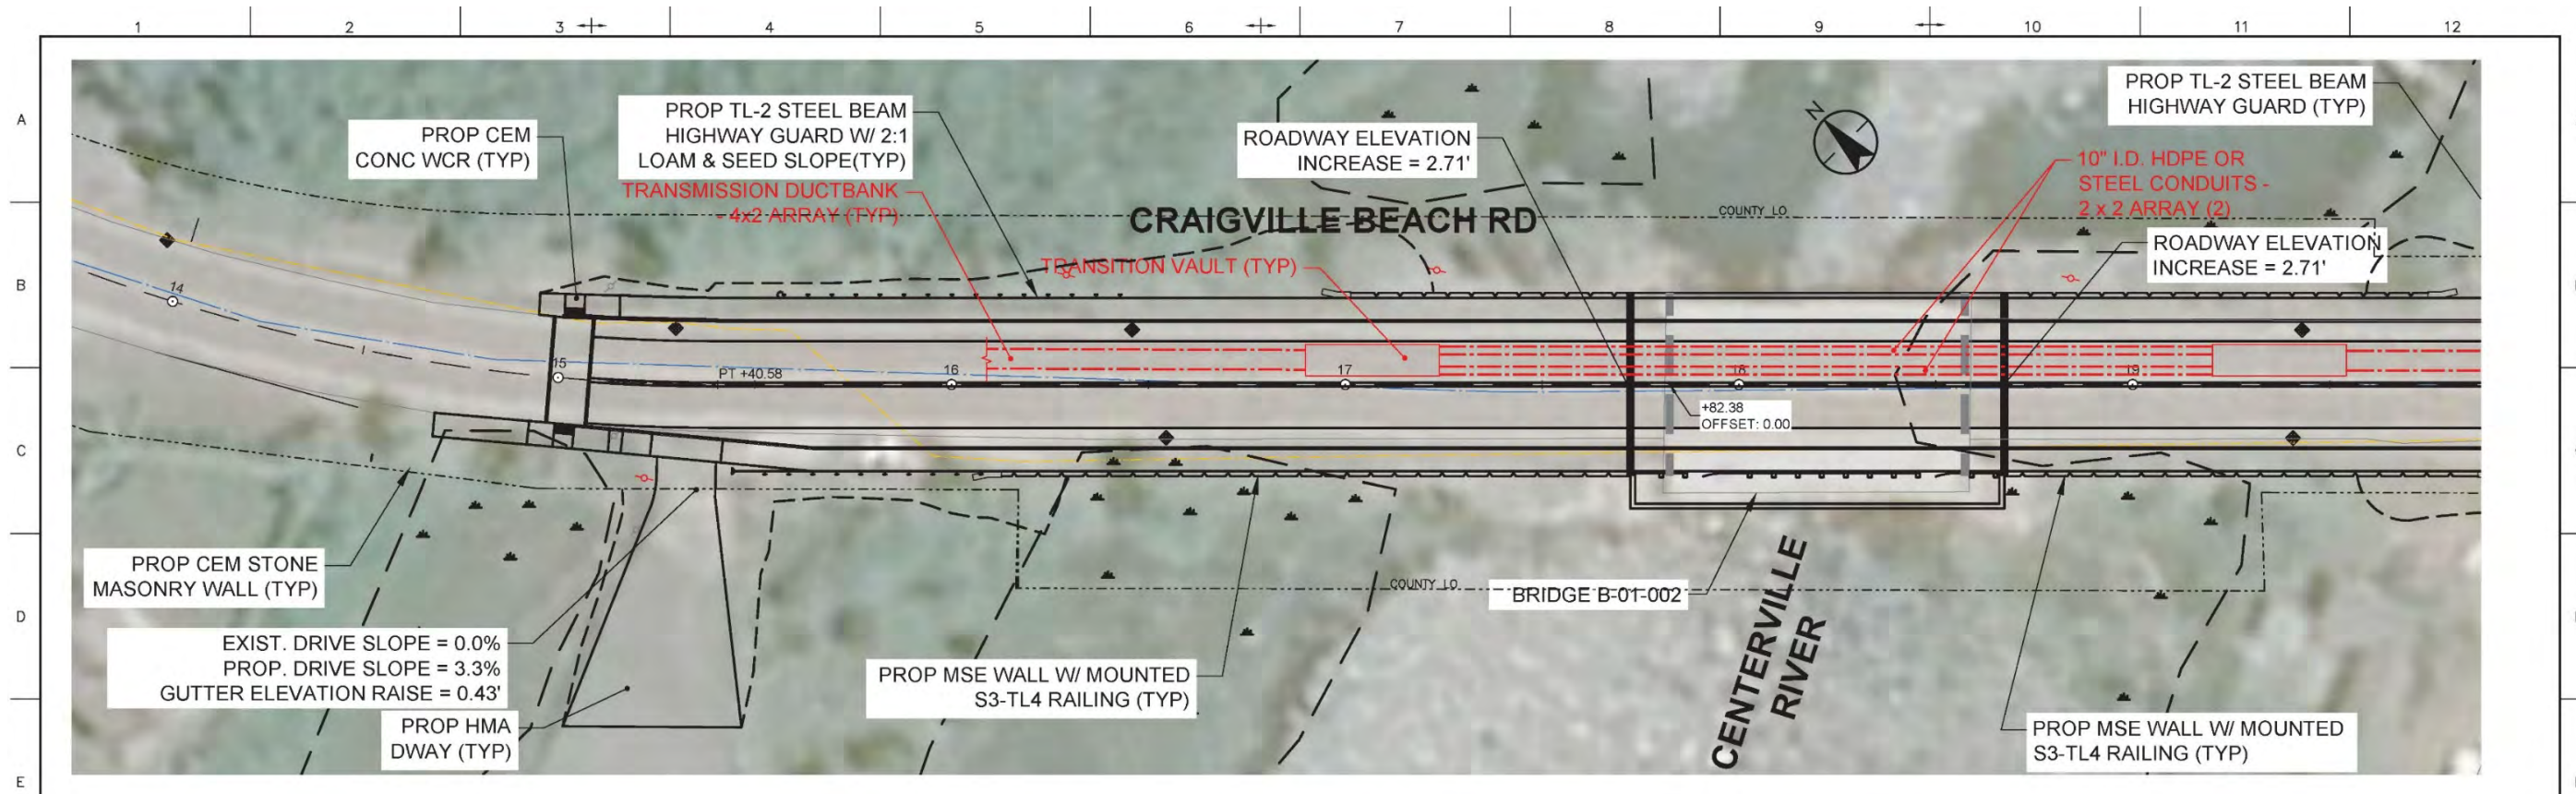 1 2 3 4 5 6 7 8 9 10 11 12
A
B
C
D
E
PROP CEM
CONC WCR (TYP)
PROP TL-2 STEEL BEAM
HIGHWAY GUARD W/ 2:1
LOAM & SEED SLOPE(TYP)
TRANSMISSION DUCTBANK
- 4x2 ARRAY (TYP)
ROADWAY ELEVATION
INCREASE = 2.71'
CRAIGVILLE BEACH RD
TRANSITION VAULT (TYP)
N
COUNTY LO
10" I.D. HDPE OR
STEEL CONDUITS -
2 x 2 ARRAY (2)
PROP TL-2 STEEL BEAM
HIGHWAY GUARD (TYP)
ROADWAY ELEVATION
INCREASE = 2.71'
14
15
PT +40.58
16
17
18
19
+82.38
OFFSET: 0.00
PROP CEM STONE
MASONRY WALL (TYP)
EXIST. DRIVE SLOPE = 0.0%
PROP. DRIVE SLOPE = 3.3%
GUTTER ELEVATION RAISE = 0.43'
PROP HMA
DWAY (TYP)
PROP MSE WALL W/ MOUNTED
S3-TL4 RAILING (TYP)
COUNTY LO
BRIDGE B-01-002
CENTERVILLE
RIVER
PROP MSE WALL W/ MOUNTED
S3-TL4 RAILING (TYP)